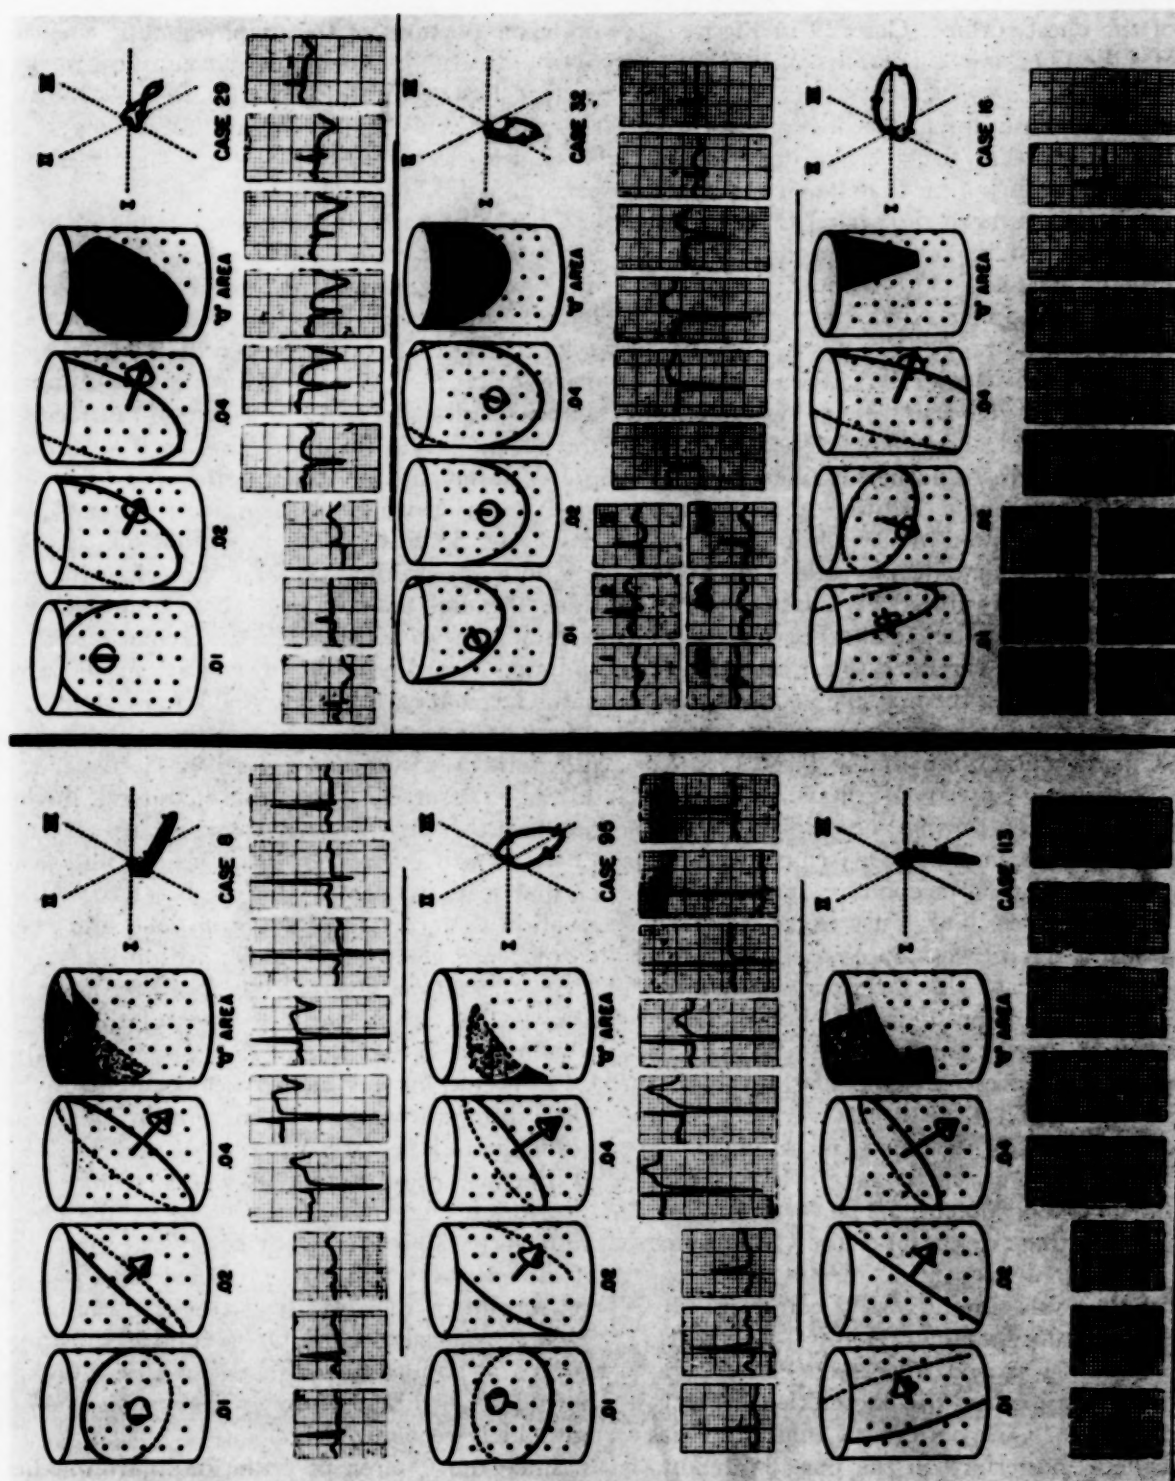 II III
I
.01 .02 .04 "Q" AREA CASE 8
II III
I
.01 .02 .04 "Q" AREA CASE 29
II III
I
.01 .02 .04 "Q" AREA CASE 95
II III
I
.01 .02 .04 "Q" AREA CASE 32
II III
I
.01 .02 .04 "Q" AREA CASE 113
II III
I
.01 .02 .04 "Q" AREA CASE